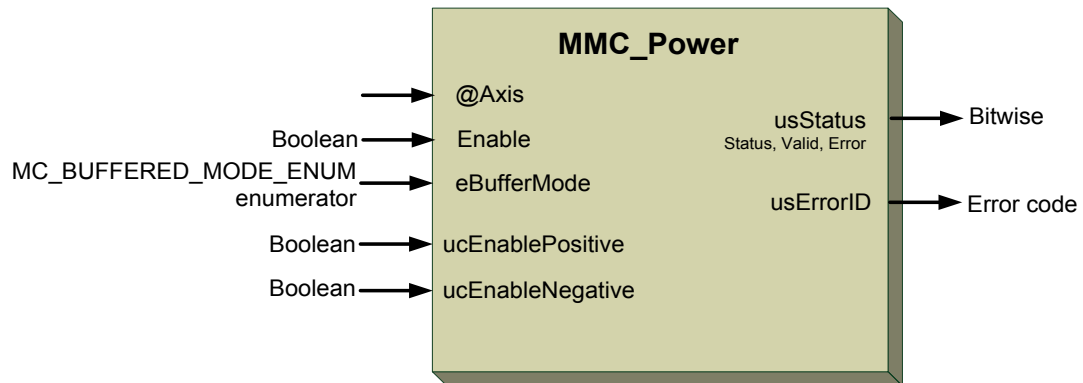 MMC_Power
@Axis
Boolean
Enable
MC_BUFFERED_MODE_ENUM
enumerator
eBufferMode
Boolean
ucEnablePositive
Boolean
ucEnableNegative
usStatus
Status, Valid, Error
Bitwise
usErrorID
Error code